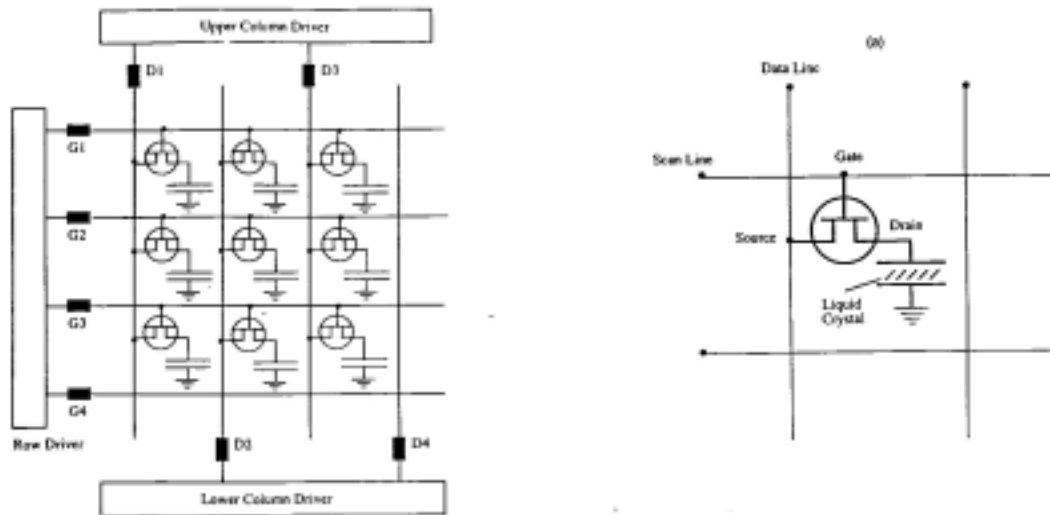 Upper Column Driver
D1
D3
G1
G2
G3
G4
Row Driver
D2
D4
Lower Column Driver
(a)
Data Line
Scan Line
Gate
Source
Drain
Liquid
Crystal